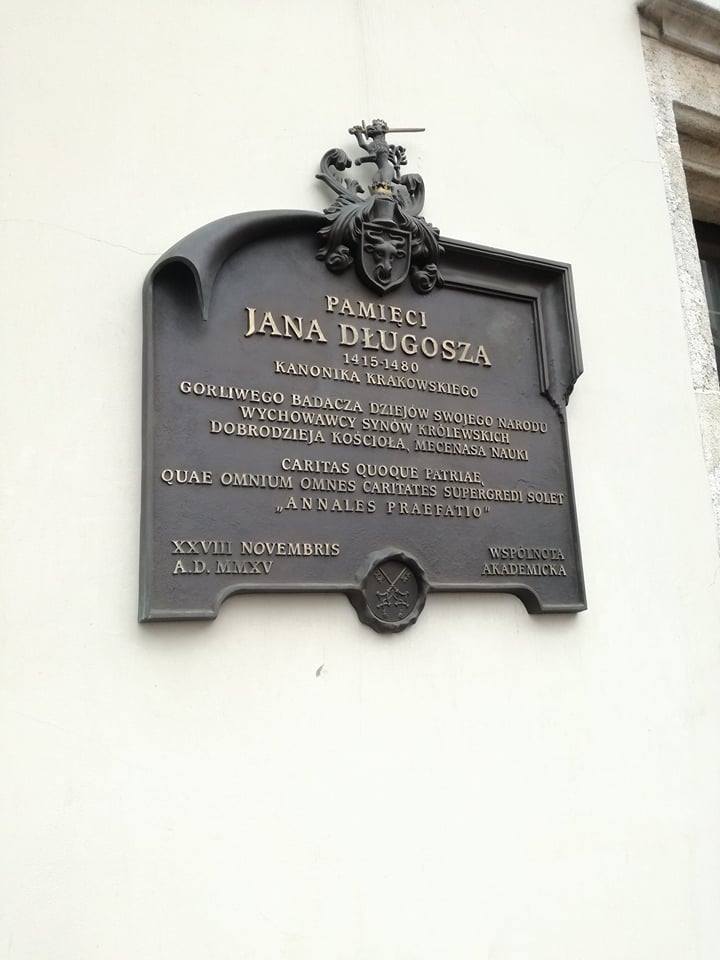 PAMIĘCI
JANA DŁUGOSZA
1415-1480
KANONIKA KRAKOWSKIEGO
GORLIWEGO BADACZA DZIEJÓW SWOJEGO NARODU
WYCHOWAWCY SYNÓW KRÓLEWSKICH
DOBRODZIEJA KOŚCIOŁA, MECENASA NAUKI
CARITAS QUOQUE PATRIAE,
QUAE OMNIUM OMNES CARITATES SUPERGREDI SOLET
„ANNALES PRAEFATIO"
XXVIII NOVEMBRIS
A.D. MMXV
WSPÓLNOTA
AKADEMICKA